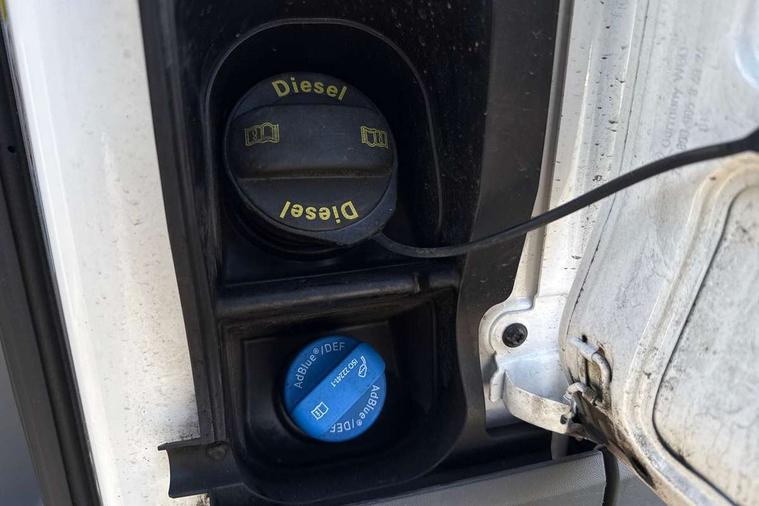 Diesel
Diesel
AdBlue®/DEF
ISO 22241-1
AdBlue®/DEF